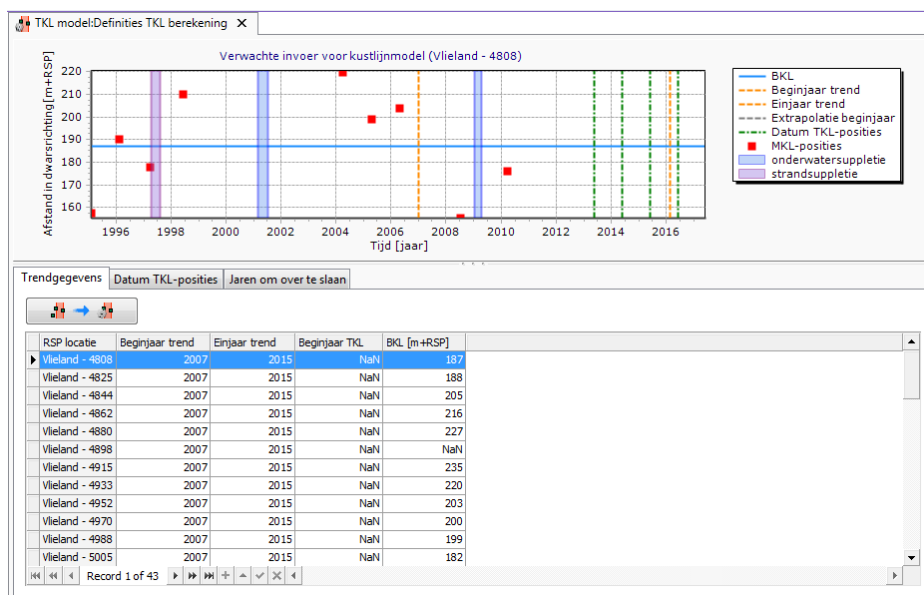 TKL model:Definities TKL berekening X
Verwachte invoer voor kustlijnmodel (Vlieland - 4808)
Afstand in dwarsrichting[m+RSP]
220
210
200
190
180
170
160
1996 1998 2000 2002 2004 2006 2008 2010 2012 2014 2016
Tijd [jaar]
BKL
Beginjaar trend
Einjaar trend
Extrapolatie beginjaar
Datum TKL-posities
MKL-posities
onderwatersuppletie
strandsuppletie
Trendgegevens Datum TKL-posities Jaren om over te slaan
RSP locatie Beginjaar trend Einjaar trend Beginjaar TKL BKL [m+RSP]
Vlieland - 4808 2007 2015 NaN 187
Vlieland - 4825 2007 2015 NaN 188
Vlieland - 4844 2007 2015 NaN 205
Vlieland - 4862 2007 2015 NaN 216
Vlieland - 4880 2007 2015 NaN 227
Vlieland - 4898 2007 2015 NaN NaN
Vlieland - 4915 2007 2015 NaN 235
Vlieland - 4933 2007 2015 NaN 220
Vlieland - 4952 2007 2015 NaN 203
Vlieland - 4970 2007 2015 NaN 200
Vlieland - 4988 2007 2015 NaN 199
Vlieland - 5005 2007 2015 NaN 182
Record 1 of 43